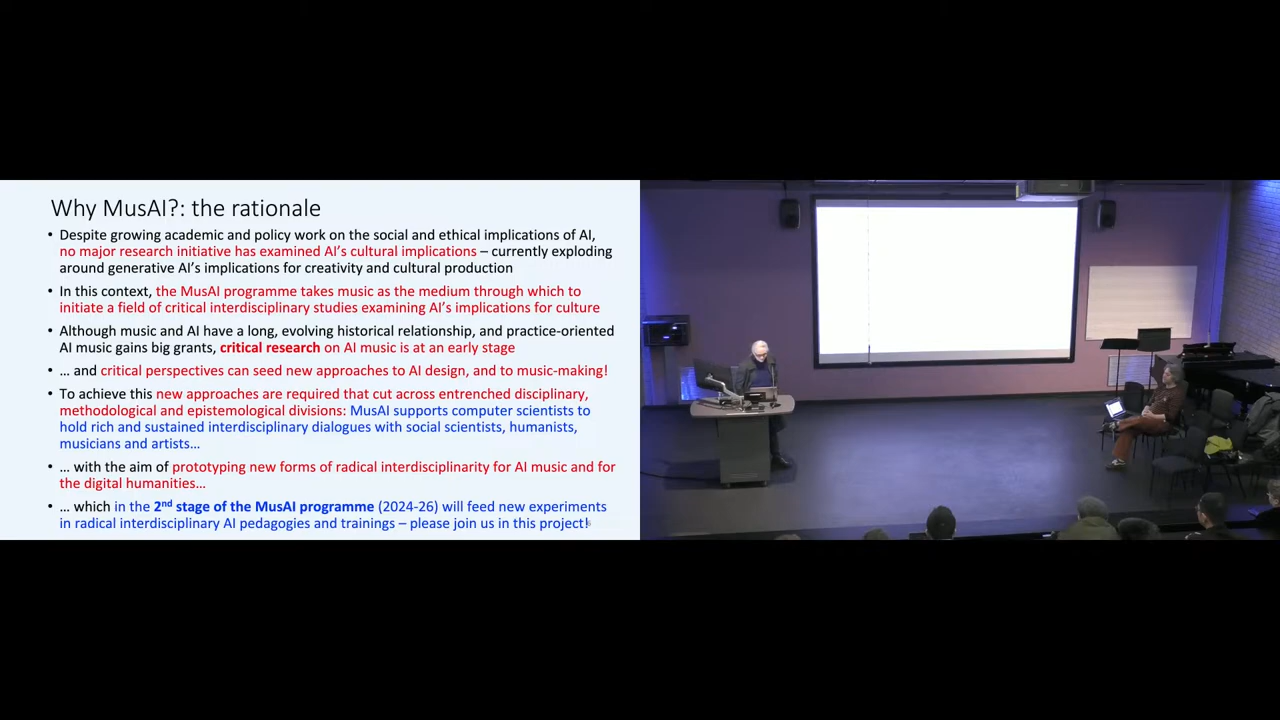 Why MusAI?: the rationale
• Despite growing academic and policy work on the social and ethical implications of AI,
no major research initiative has examined AI’s cultural implications – currently exploding
around generative AI’s implications for creativity and cultural production
• In this context, the MusAI programme takes music as the medium through which to
initiate a field of critical interdisciplinary studies examining AI’s implications for culture
• Although music and AI have a long, evolving historical relationship, and practice-oriented
AI music gains big grants, critical research on AI music is at an early stage
• … and critical perspectives can seed new approaches to AI design, and to music-making!
• To achieve this new approaches are required that cut across entrenched disciplinary,
methodological and epistemological divisions: MusAI supports computer scientists to
hold rich and sustained interdisciplinary dialogues with social scientists, humanists,
musicians and artists…
• … with the aim of prototyping new forms of radical interdisciplinarity for AI music and for
the digital humanities…
• … which in the 2nd stage of the MusAI programme (2024-26) will feed new experiments
in radical interdisciplinary AI pedagogies and trainings – please join us in this project!